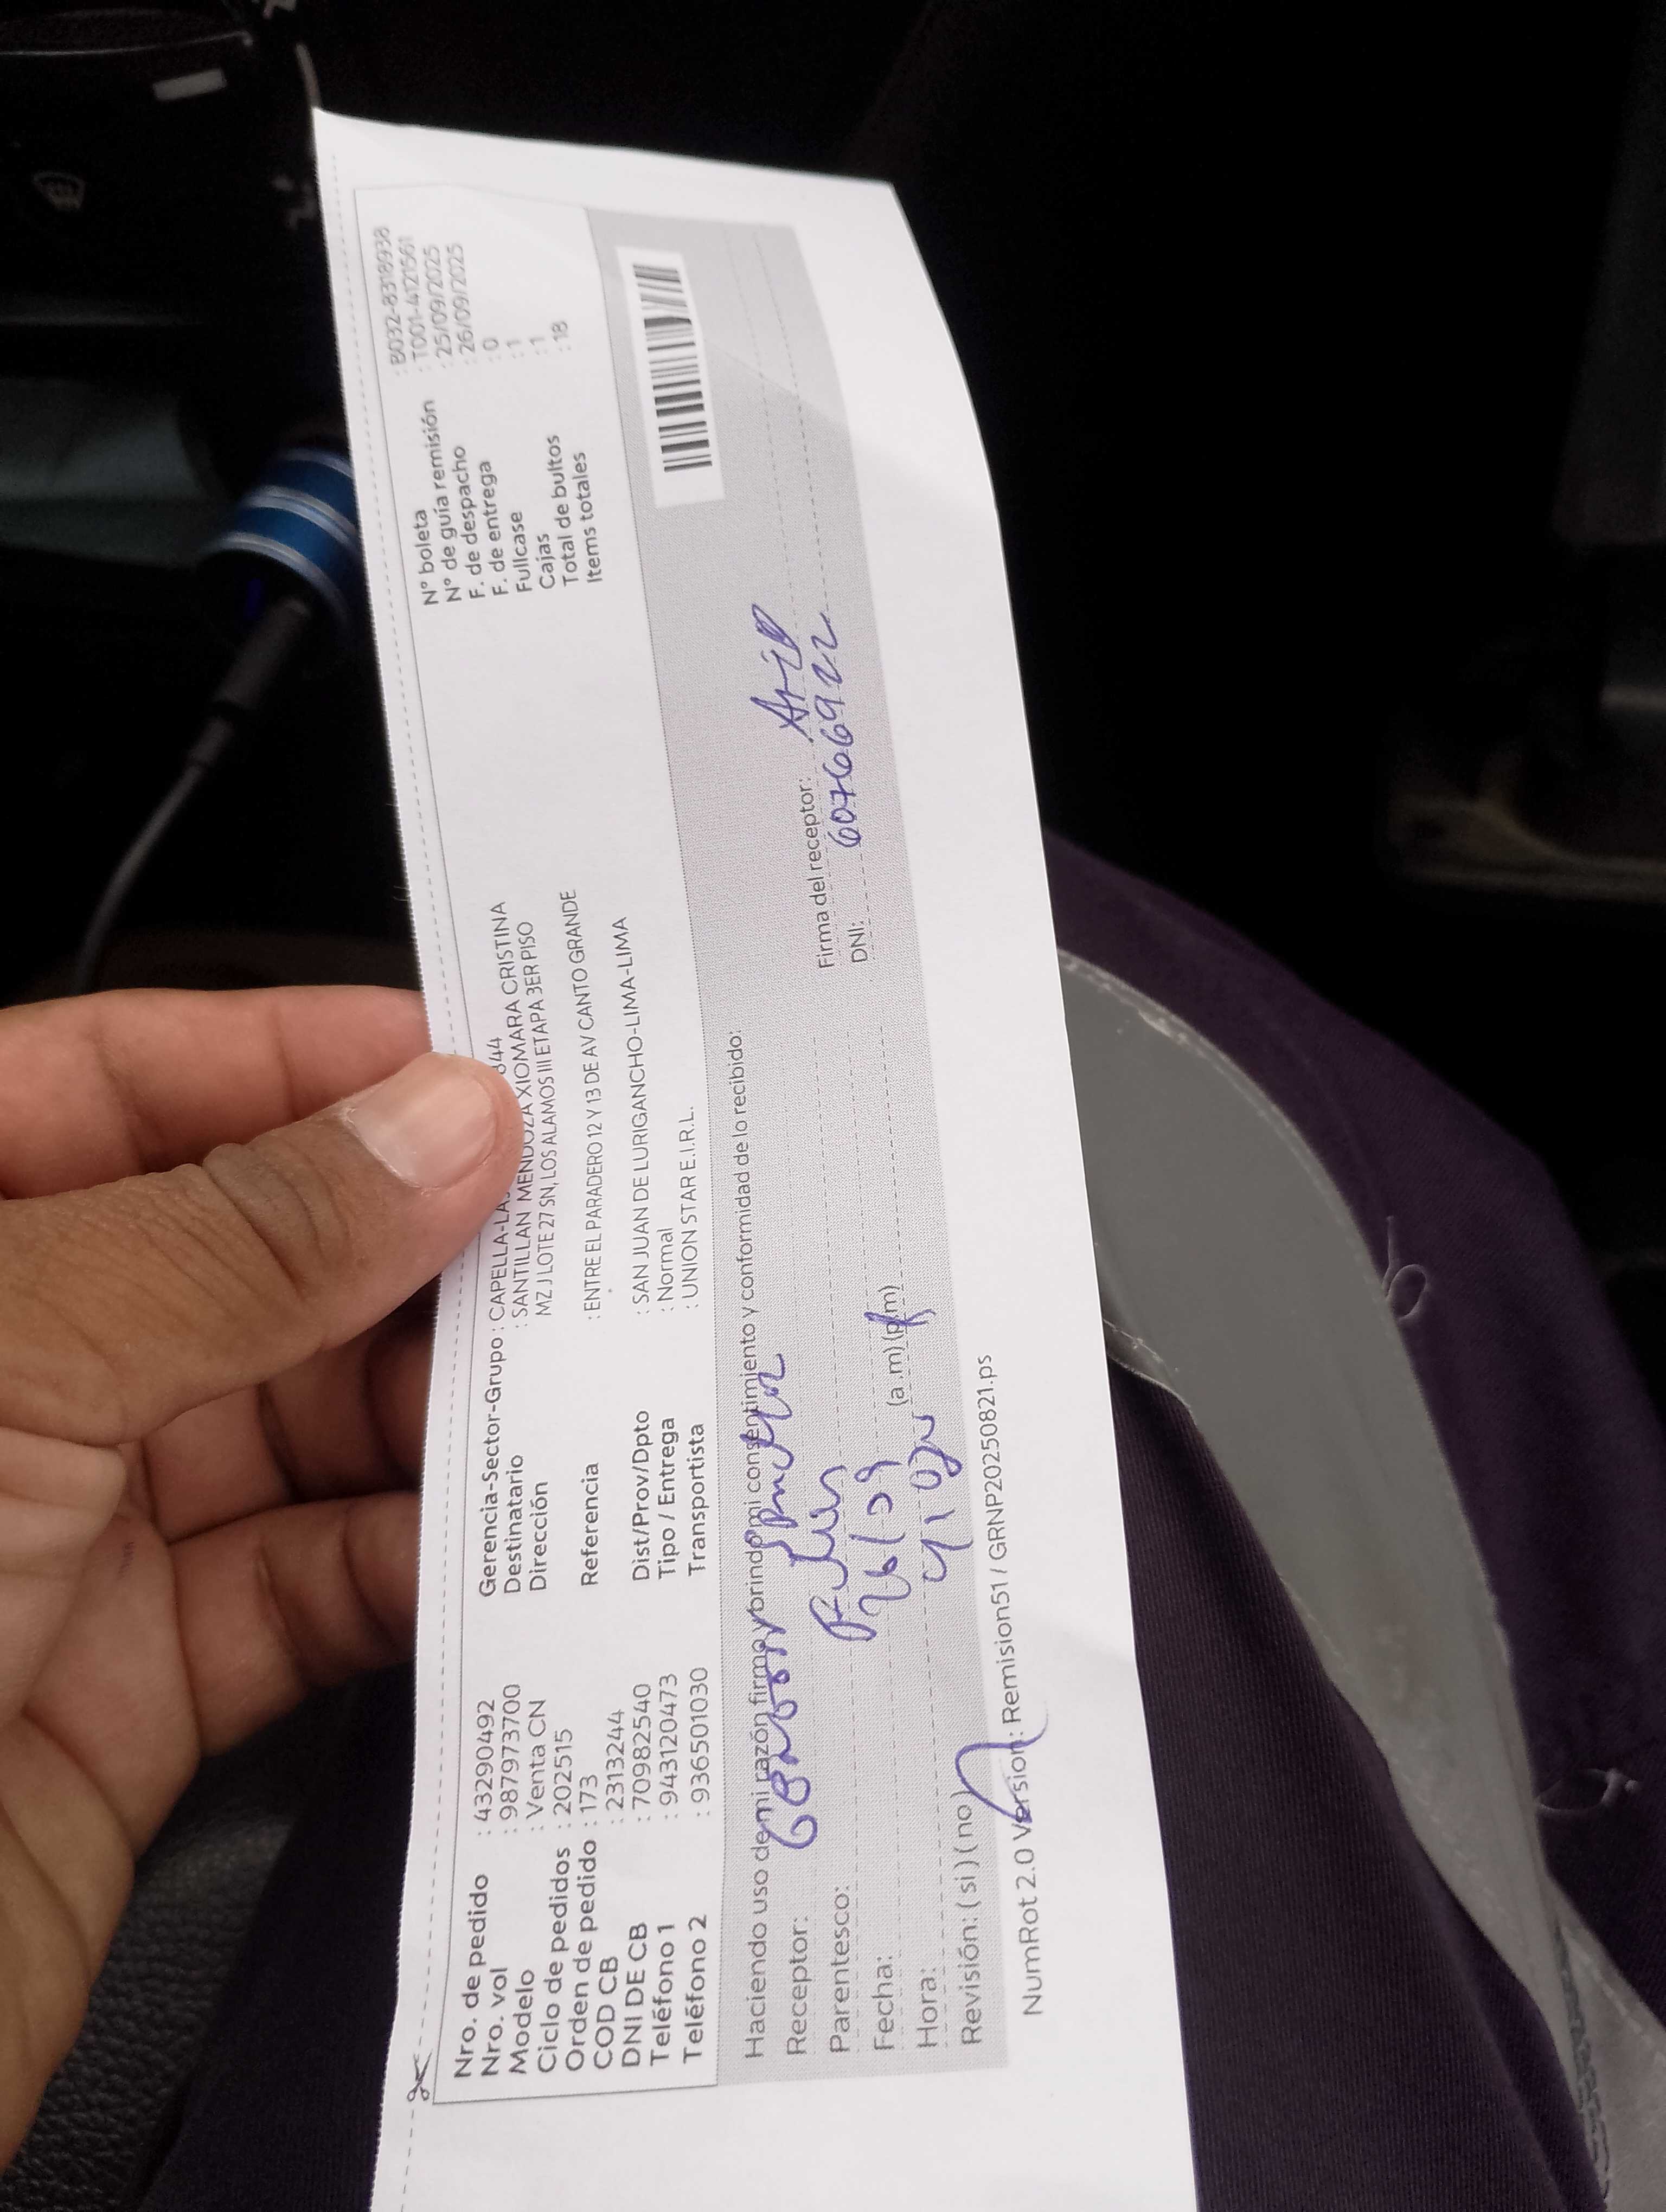 Nro. de pedido : 43290492
Nro. vol : 987973700
Modelo : Venta CN
Ciclo de pedidos : 202515
Orden de pedido : 173
COD CB : 2313244
DNI DE CB : 70982540
Teléfono 1 : 943120473
Teléfono 2 : 936501030
Gerencia-Sector-Grupo : CAPELLA-
Destinatario : SANTILLAN MENDOZA XIOMARA CRISTINA
Dirección MZ J LOTE 27 SN, LOS ALAMOS III ETAPA 3ER PISO
Referencia : ENTRE EL PARADERO 12 Y 13 DE AV CANTO GRANDE
Dist/Prov/Dpto : SAN JUAN DE LURIGANCHO-LIMA-LIMA
Tipo / Entrega : Normal
Transportista : UNION STAR E.I.R.L.
N° boleta : B032-8318938
N° de guía remisión : T001-4121561
F. de despacho : 25/09/2025
F. de entrega : 26/09/2025
Fullcase : 0
Cajas : 1
Total de bultos : 1
Items totales : 18
Haciendo uso de mi razón firmo y brindo mi consentimiento y conformidad de lo recibido:
Receptor:
Parentesco:
Fecha: 26/09
Hora: (a.m) (p.m)
Revisión: ( si ) ( no )
Firma del receptor:
DNI: 60766922
NumRot 2.0 Version: Remision51 / GRNP20250821.ps